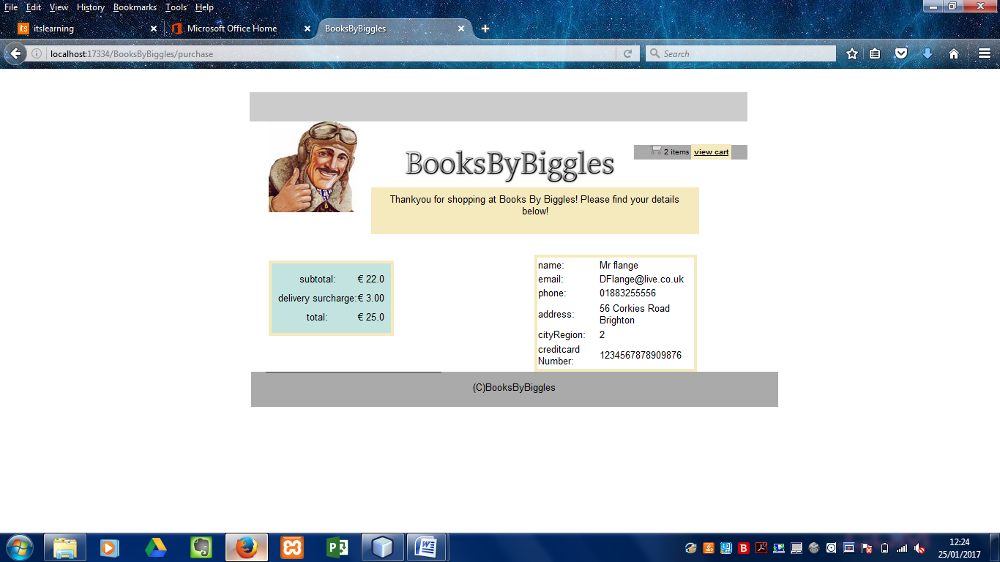 File Edit View History Bookmarks Tools Help
its itslearning
Microsoft Office Home
BooksByBiggles
localhost:17334/BooksByBiggles/purchase
Search
2 items view cart
BooksByBiggles
Thankyou for shopping at Books By Biggles! Please find your details
below!
subtotal: € 22.0
delivery surcharge: € 3.00
total: € 25.0
name: Mr flange
email: DFlange@live.co.uk
phone: 01883255556
address: 56 Corkies Road
Brighton
cityRegion: 2
creditcard
Number: 1234567878909876
(C)BooksByBiggles
12:24
25/01/2017